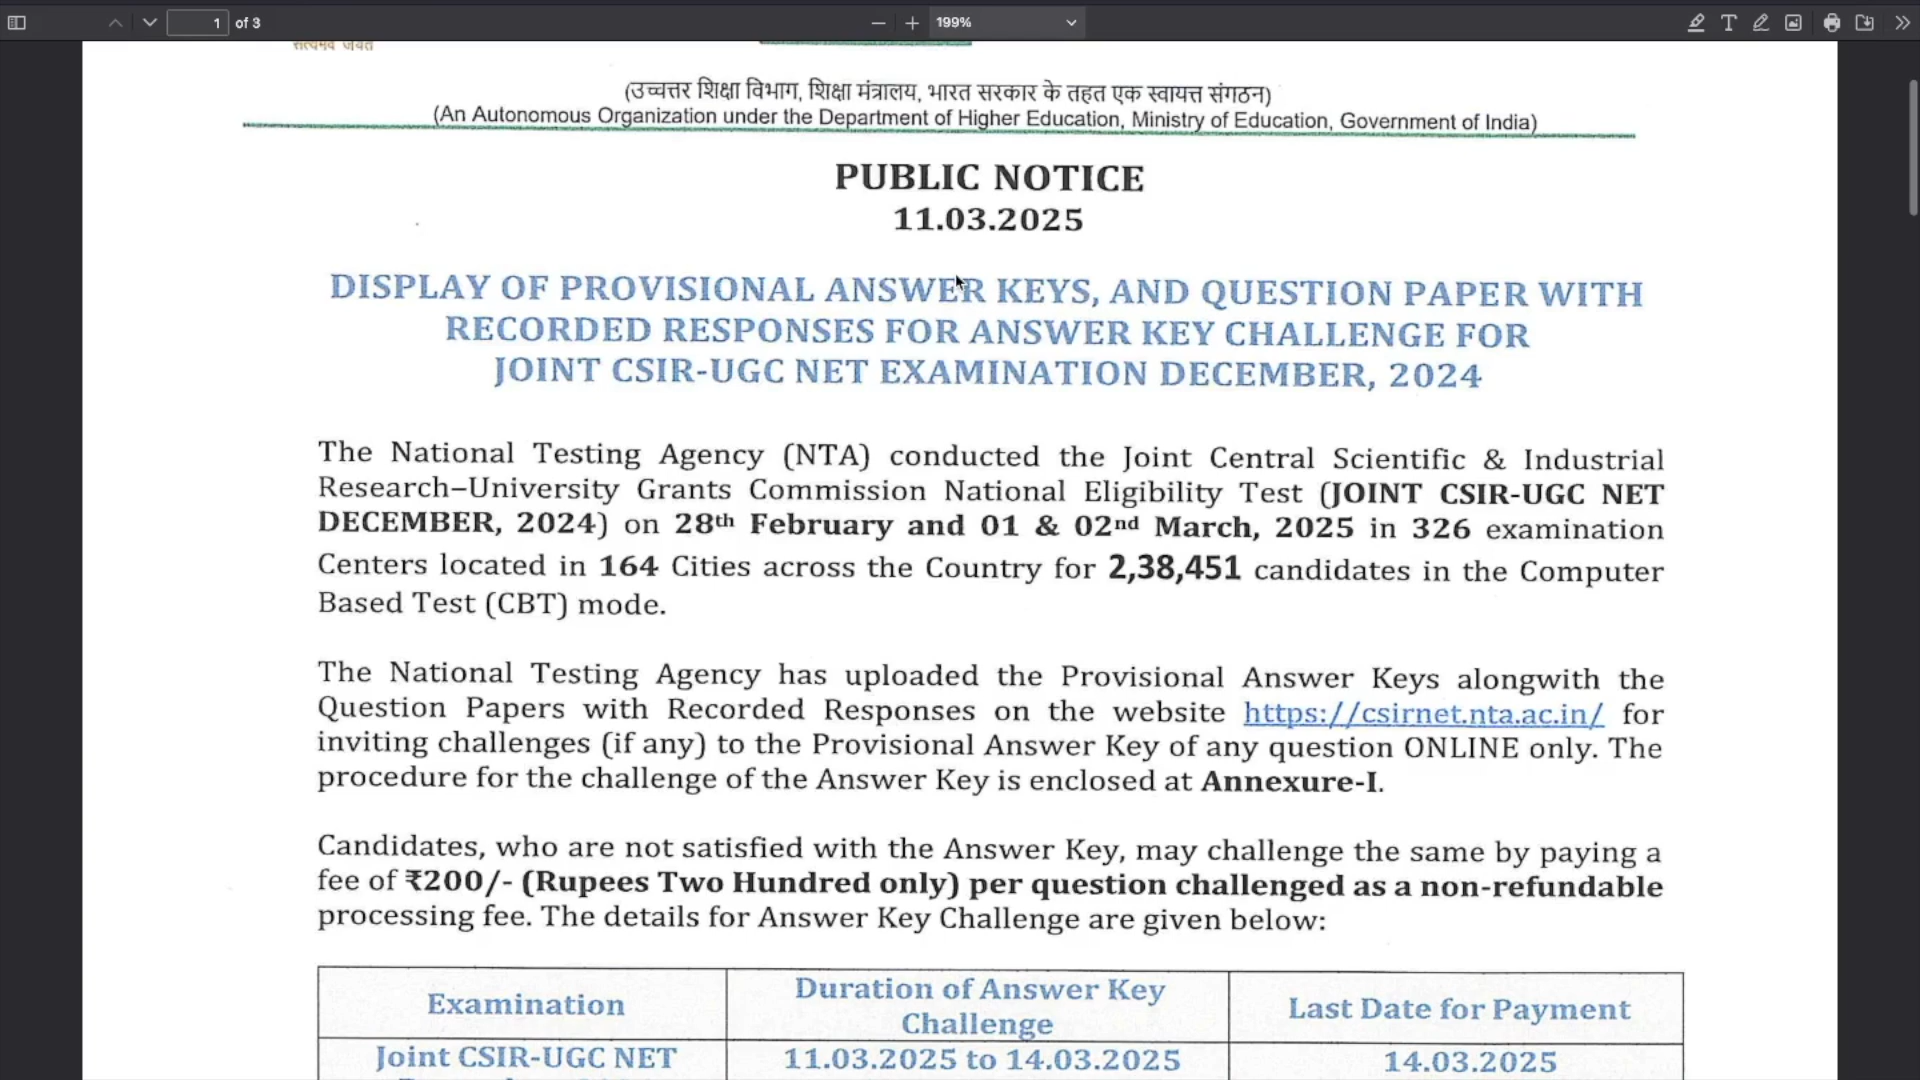 1 of 3 199%
सत्यमेव जयते
(उच्चत्तर शिक्षा विभाग, शिक्षा मंत्रालय, भारत सरकार के तहत एक स्वायत्त संगठन)
(An Autonomous Organization under the Department of Higher Education, Ministry of Education, Government of India)
PUBLIC NOTICE
11.03.2025
DISPLAY OF PROVISIONAL ANSWER KEYS, AND QUESTION PAPER WITH
RECORDED RESPONSES FOR ANSWER KEY CHALLENGE FOR
JOINT CSIR-UGC NET EXAMINATION DECEMBER, 2024
The National Testing Agency (NTA) conducted the Joint Central Scientific & Industrial
Research–University Grants Commission National Eligibility Test (JOINT CSIR-UGC NET
DECEMBER, 2024) on 28th February and 01 & 02nd March, 2025 in 326 examination
Centers located in 164 Cities across the Country for 2,38,451 candidates in the Computer
Based Test (CBT) mode.
The National Testing Agency has uploaded the Provisional Answer Keys alongwith the
Question Papers with Recorded Responses on the website https://csirnet.nta.ac.in/ for
inviting challenges (if any) to the Provisional Answer Key of any question ONLINE only. The
procedure for the challenge of the Answer Key is enclosed at Annexure-I.
Candidates, who are not satisfied with the Answer Key, may challenge the same by paying a
fee of ₹200/- (Rupees Two Hundred only) per question challenged as a non-refundable
processing fee. The details for Answer Key Challenge are given below:
Examination
Duration of Answer Key
Challenge
Last Date for Payment
Joint CSIR-UGC NET
11.03.2025 to 14.03.2025
14.03.2025